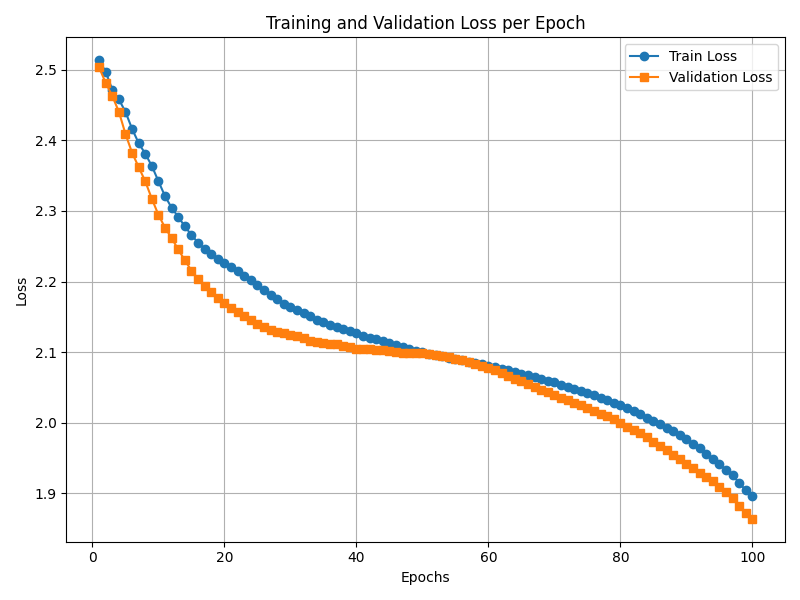 Training and Validation Loss per Epoch
Train Loss
Validation Loss
2.5
2.4
2.3
2.2
2.1
2.0
1.9
Loss
0 20 40 60 80 100
Epochs